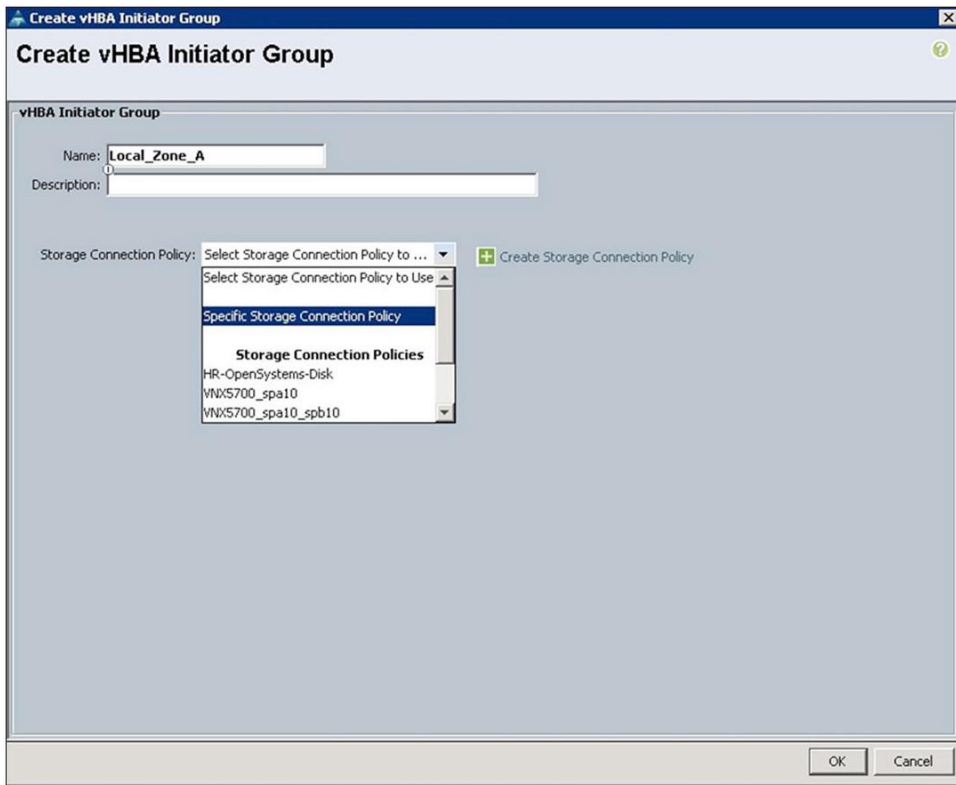 Create vHBA Initiator Group
Create vHBA Initiator Group
vHBA Initiator Group
Name: Local_Zone_A
Description:
Storage Connection Policy: Select Storage Connection Policy to ... Create Storage Connection Policy
Select Storage Connection Policy to Use
Specific Storage Connection Policy
Storage Connection Policies
HR-OpenSystems-Disk
VNX5700_spa10
VNX5700_spa10_spb10
OK Cancel